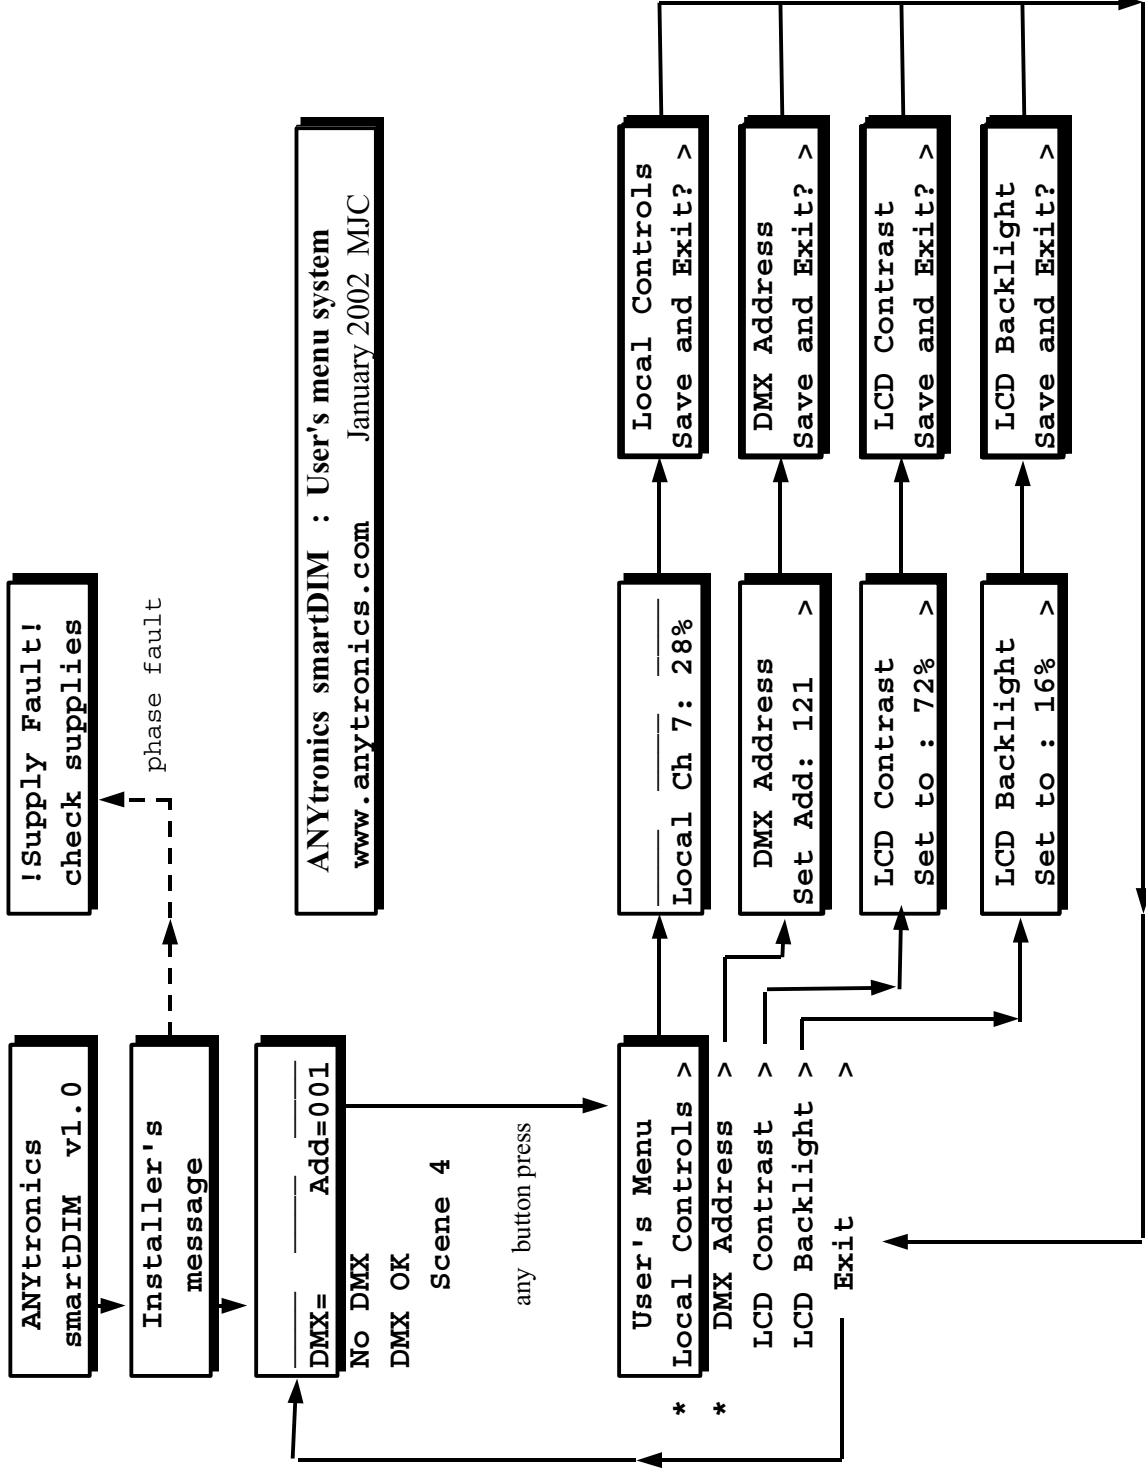 ANYtronics
smartDIM v1.0
Installer's
message
!Supply Fault!
check supplies
phase fault
DMX= Add=001
No DMX
DMX OK
Scene 4
any button press
ANYtronics smartDIM : User's menu system
www.anytronics.com January 2002 MJC
User's Menu
* Local Controls >
* DMX Address >
LCD Contrast >
LCD Backlight >
Exit >
Local Ch 7: 28%
DMX Address
Set Add: 121 >
LCD Contrast
Set to : 72% >
LCD Backlight
Set to : 16% >
Local Controls
Save and Exit? >
DMX Address
Save and Exit? >
LCD Contrast
Save and Exit? >
LCD Backlight
Save and Exit? >